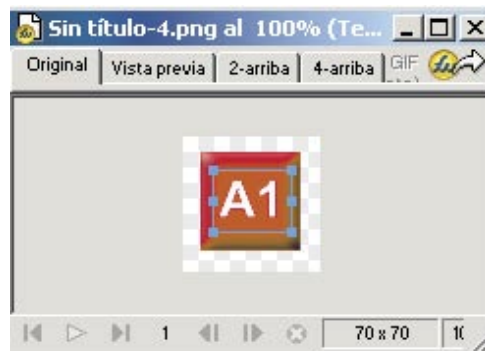 Sin título-4.png al 100% (Te...
Original Vista previa 2-arriba 4-arriba GIF
A1
1 70 x 70